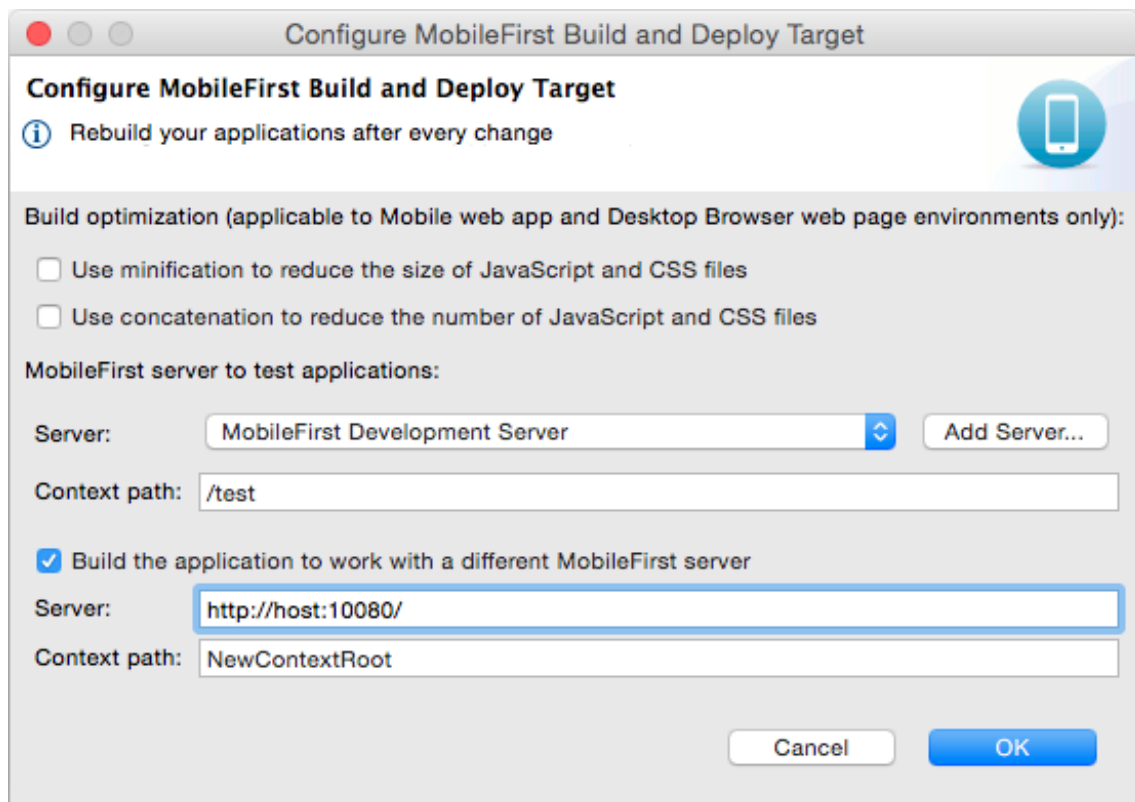 Configure MobileFirst Build and Deploy Target
Configure MobileFirst Build and Deploy Target
Rebuild your applications after every change
Build optimization (applicable to Mobile web app and Desktop Browser web page environments only):
Use minification to reduce the size of JavaScript and CSS files
Use concatenation to reduce the number of JavaScript and CSS files
MobileFirst server to test applications:
Server: MobileFirst Development Server Add Server...
Context path: /test
Build the application to work with a different MobileFirst server
Server: http://host:10080/
Context path: NewContextRoot
Cancel OK